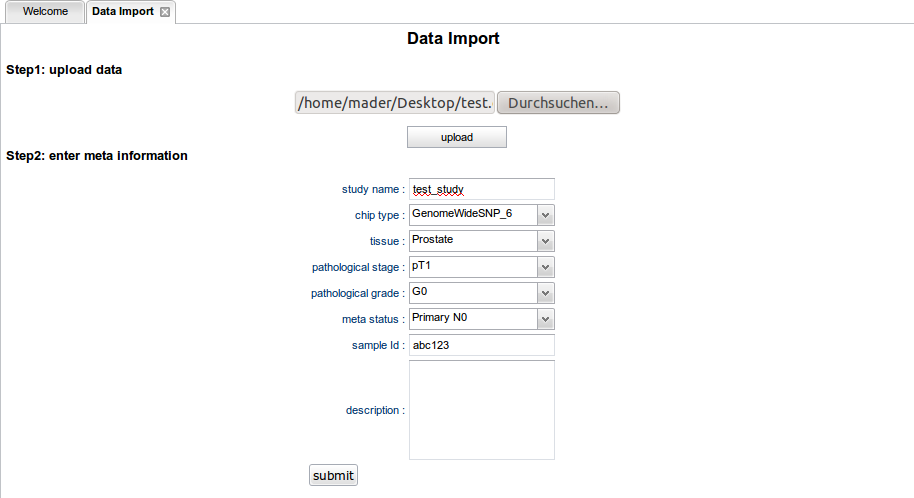 Welcome
Data Import
Data Import
Step1: upload data
/home/mader/Desktop/test.
Durchsuchen...
upload
Step2: enter meta information
study name : test_study
chip type : GenomeWideSNP_6
tissue : Prostate
pathological stage : pT1
pathological grade : G0
meta status : Primary N0
sample Id : abc123
description :
submit